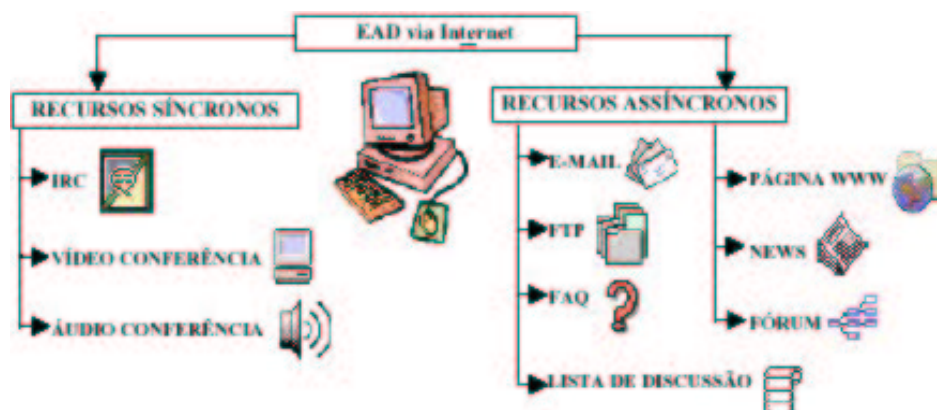 EAD via Internet
RECURSOS SÍNCRONOS
IRC
VÍDEO CONFERÊNCIA
ÁUDIO CONFERÊNCIA
RECURSOS ASSÍNCRONOS
E-MAIL
FTP
FAQ
LISTA DE DISCUSSÃO
PÁGINA WWW
NEWS
FÓRUM